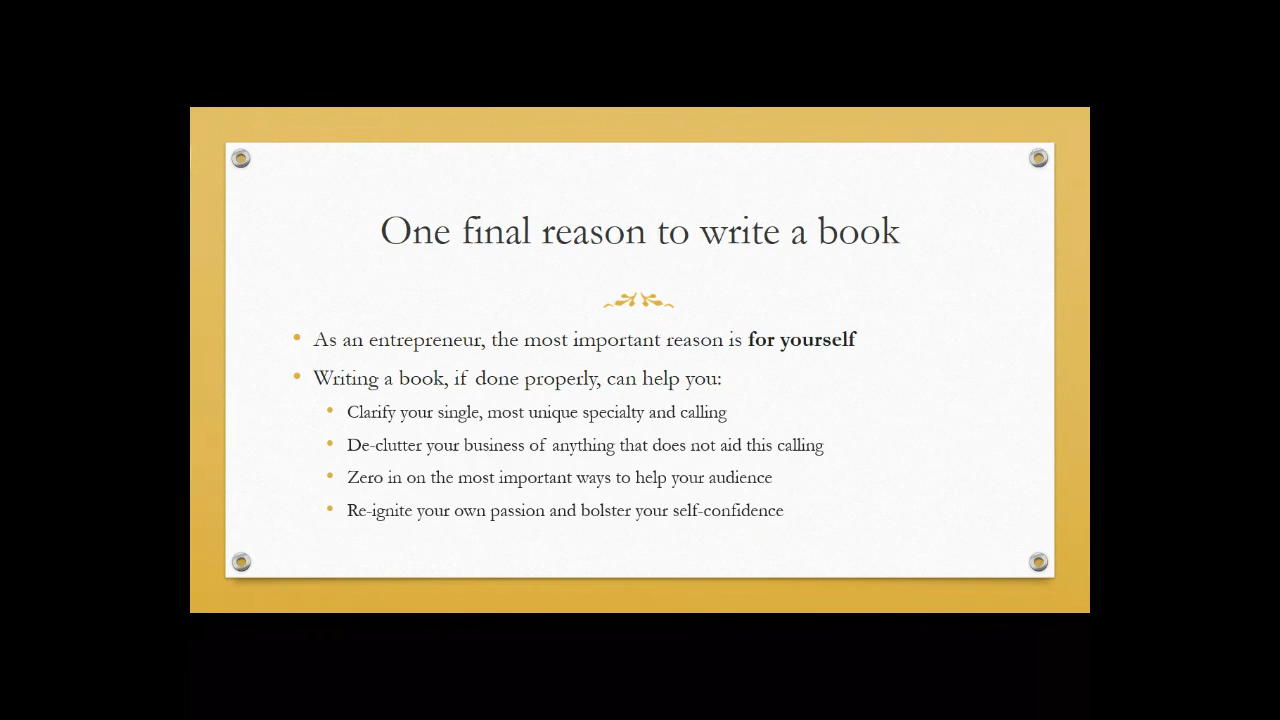 One final reason to write a book
• As an entrepreneur, the most important reason is for yourself
• Writing a book, if done properly, can help you:
• Clarify your single, most unique specialty and calling
• De-clutter your business of anything that does not aid this calling
• Zero in on the most important ways to help your audience
• Re-ignite your own passion and bolster your self-confidence